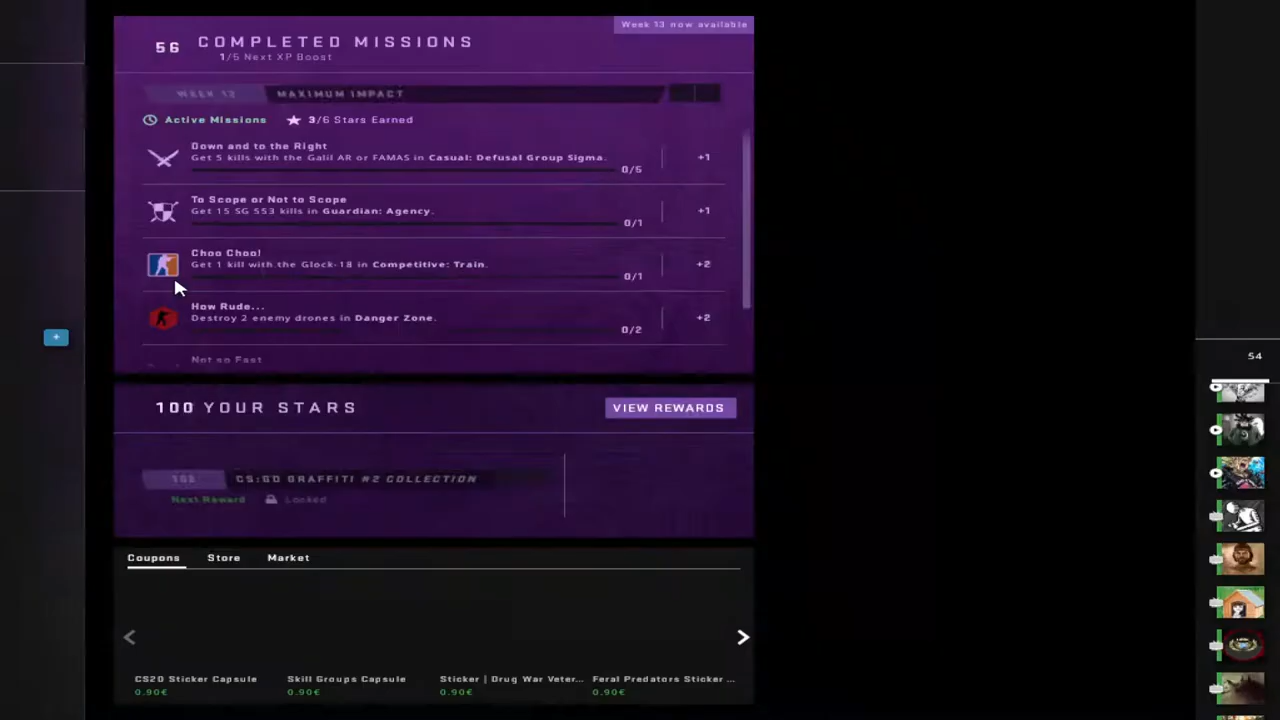 Week 13 now available
56 COMPLETED MISSIONS
1/5 Next XP Boost
WEEK 12 MAXIMUM IMPACT
Active Missions 3/6 Stars Earned
Down and to the Right
Get 5 kills with the Galil AR or FAMAS in Casual: Defusal Group Sigma.
0/5 +1
To Scope or Not to Scope
Get 15 SG 553 kills in Guardian: Agency.
0/1 +1
Choo Choo!
Get 1 kill with the Glock-18 in Competitive: Train.
0/1 +2
How Rude...
Destroy 2 enemy drones in Danger Zone.
0/2 +2
Not so Fast
100 YOUR STARS
VIEW REWARDS
102 CS:GO GRAFFITI #2 COLLECTION
Next Reward Locked
Coupons Store Market
CS20 Sticker Capsule
0.90€
Skill Groups Capsule
0.90€
Sticker | Drug War Veter...
0.90€
Feral Predators Sticker ...
0.90€
54